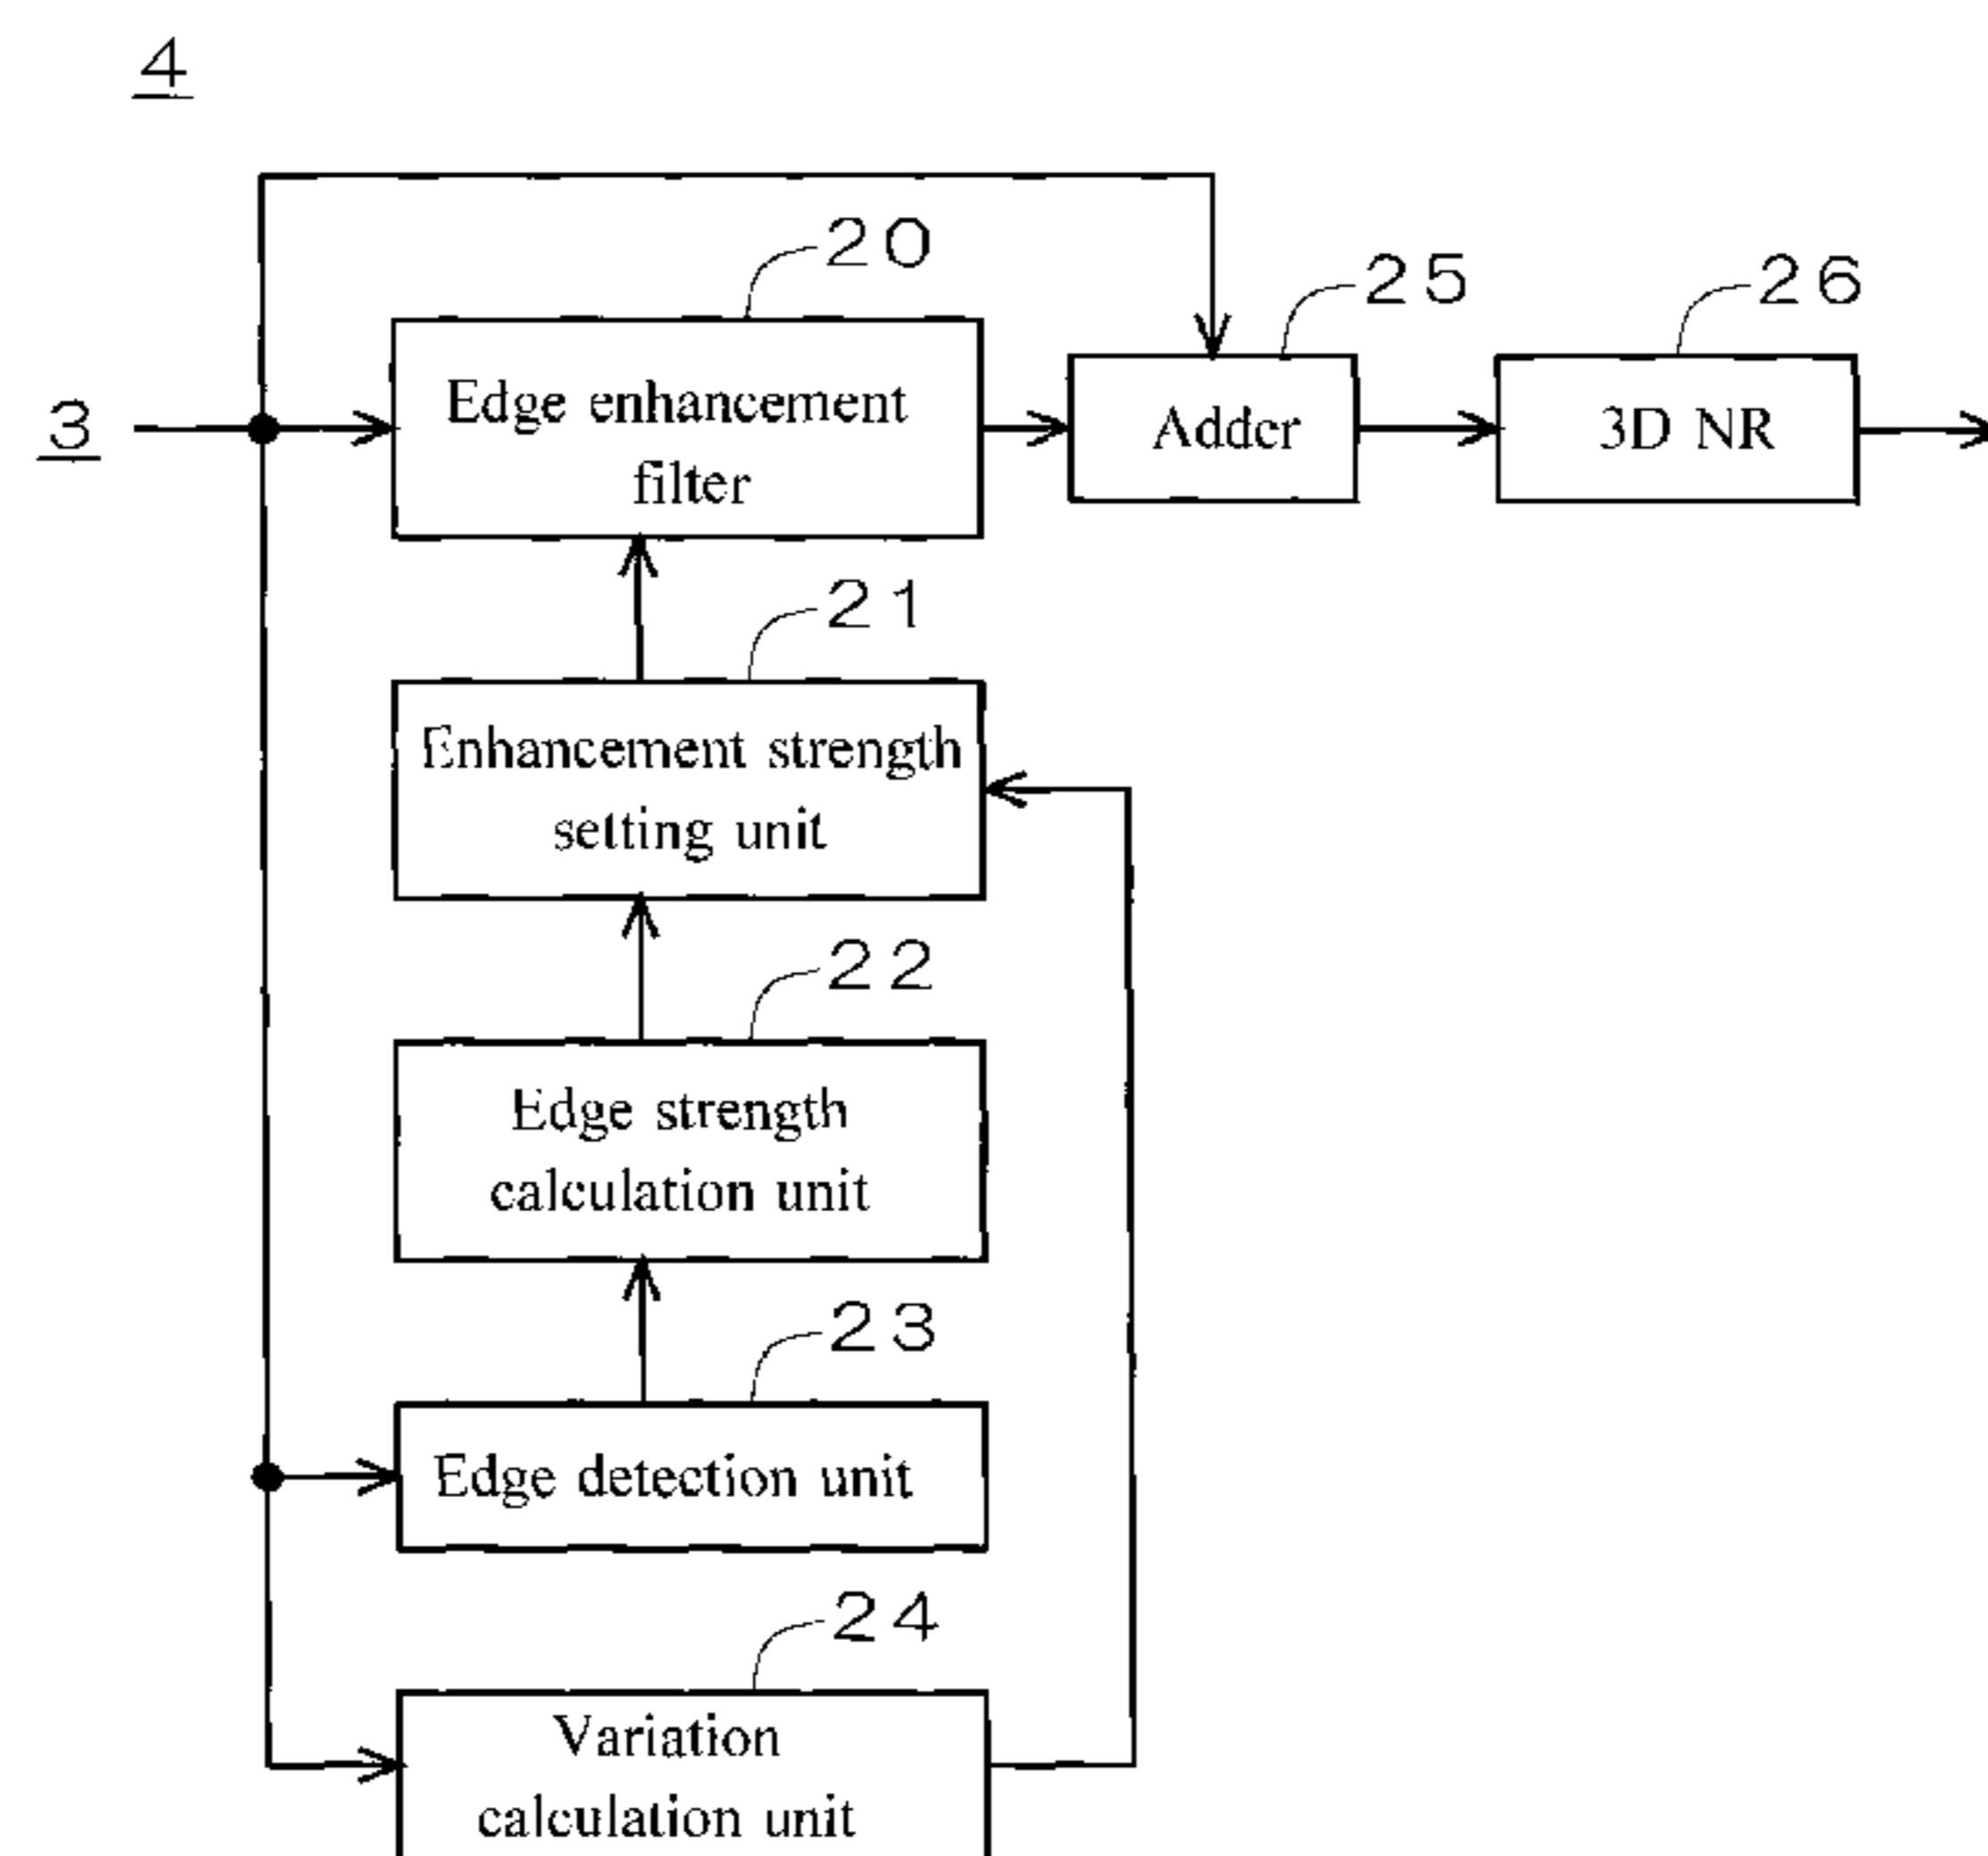 4
20
25
26
3
Edge enhancement
filter
Adder
3D NR
21
Enhancement strength
setting unit
22
Edge strength
calculation unit
23
Edge detection unit
24
Variation
calculation unit